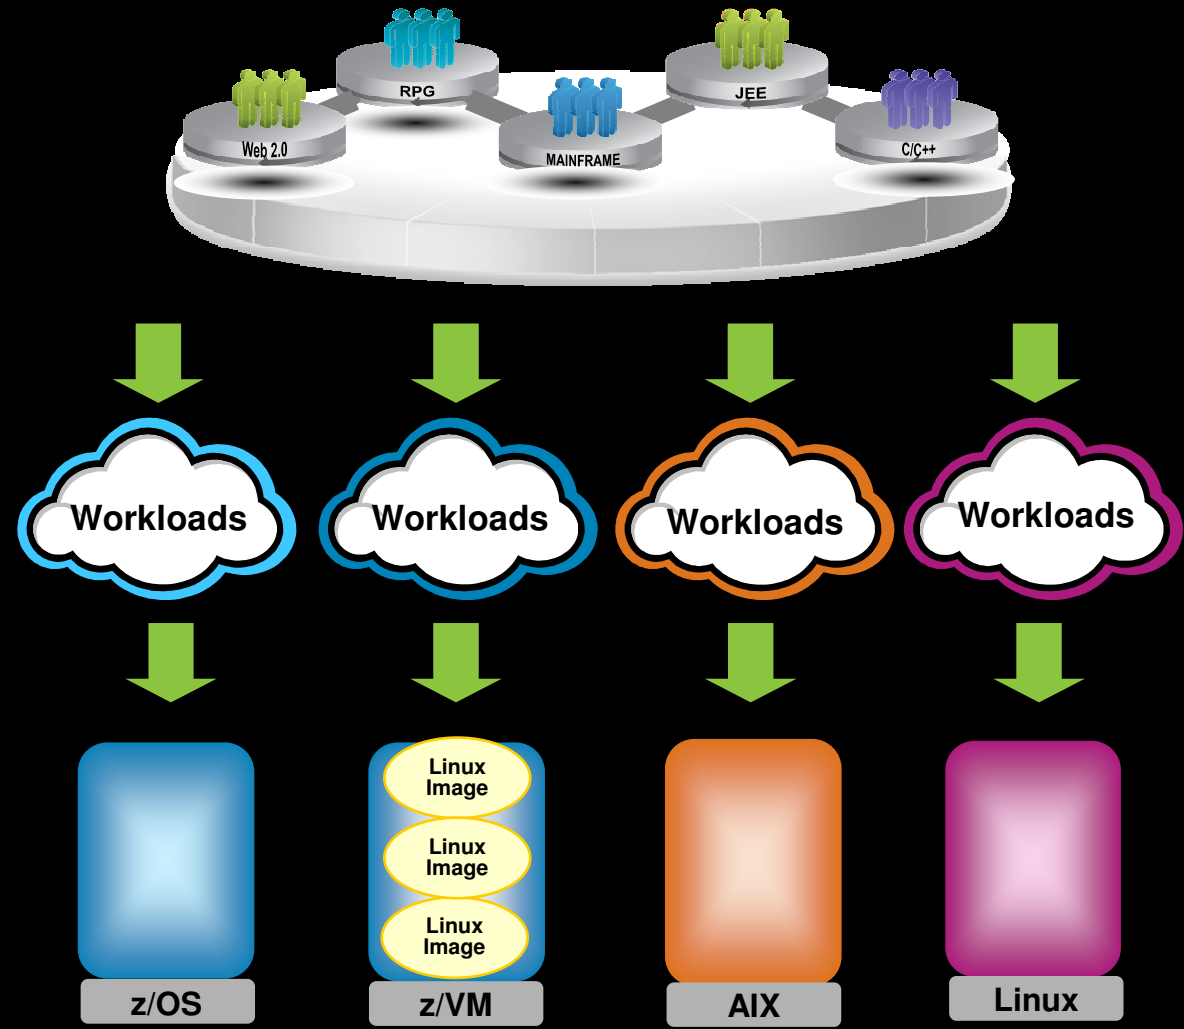 RPG
JEE
Web 2.0
MAINFRAME
C/C++
Workloads
Workloads
Workloads
Workloads
Linux
Image
Linux
Image
Linux
Image
z/OS
z/VM
AIX
Linux